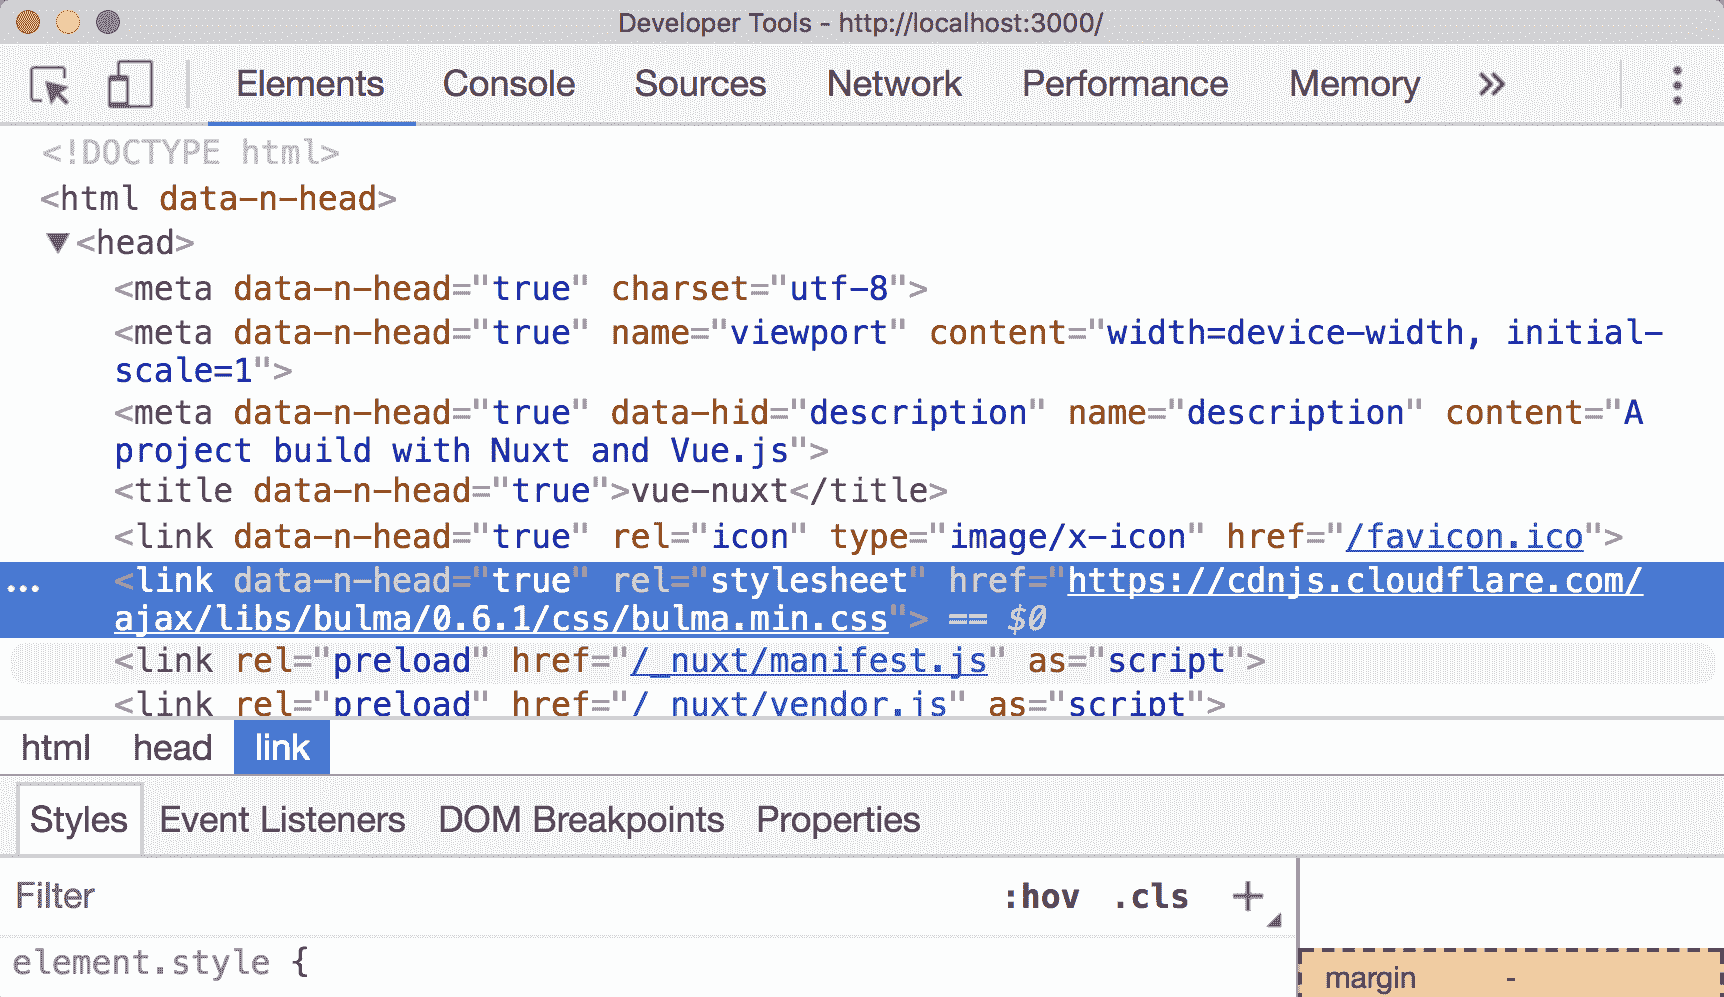 Developer Tools - http://localhost:3000/
Elements Console Sources Network Performance Memory »
<!DOCTYPE html>
<html data-n-head>
▼<head>
<meta data-n-head="true" charset="utf-8">
<meta data-n-head="true" name="viewport" content="width=device-width, initial-
scale=1">
<meta data-n-head="true" data-hid="description" name="description" content="A
project build with Nuxt and Vue.js">
<title data-n-head="true">vue-nuxt</title>
<link data-n-head="true" rel="icon" type="image/x-icon" href="/favicon.ico">
… <link data-n-head="true" rel="stylesheet" href="https://cdnjs.cloudflare.com/
ajax/libs/bulma/0.6.1/css/bulma.min.css"> == $0
<link rel="preload" href="/_nuxt/manifest.js" as="script">
<link rel="preload" href="/_nuxt/vendor.js" as="script">
html head link
Styles Event Listeners DOM Breakpoints Properties
Filter :hov .cls +
element.style {
margin -